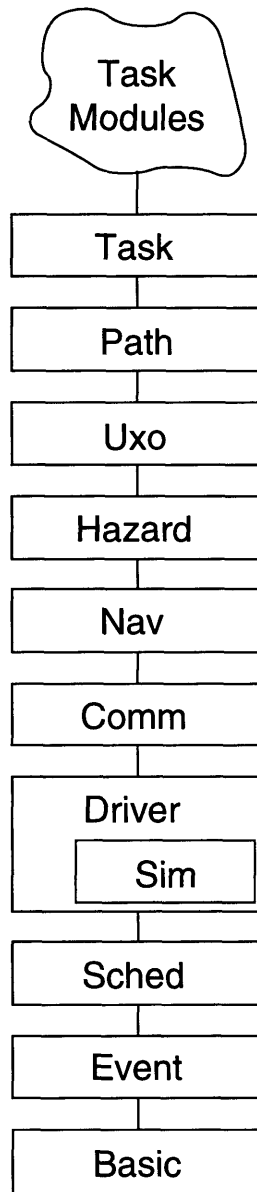 Task
Modules
Task
Path
Uxo
Hazard
Nav
Comm
Driver
Sim
Sched
Event
Basic